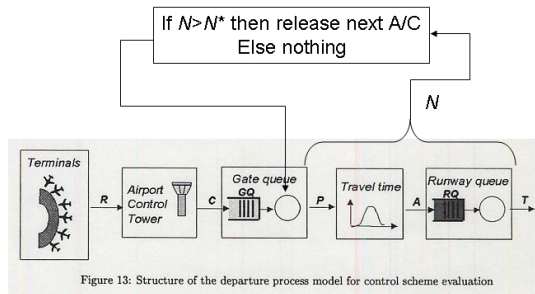 If N>N* then release next A/C
Else nothing
N
Terminals
R
Airport
Control
Tower
C
Gate queue
GQ
P
Travel time
A
Runway queue
RQ
T
Figure 13: Structure of the departure process model for control scheme evaluation